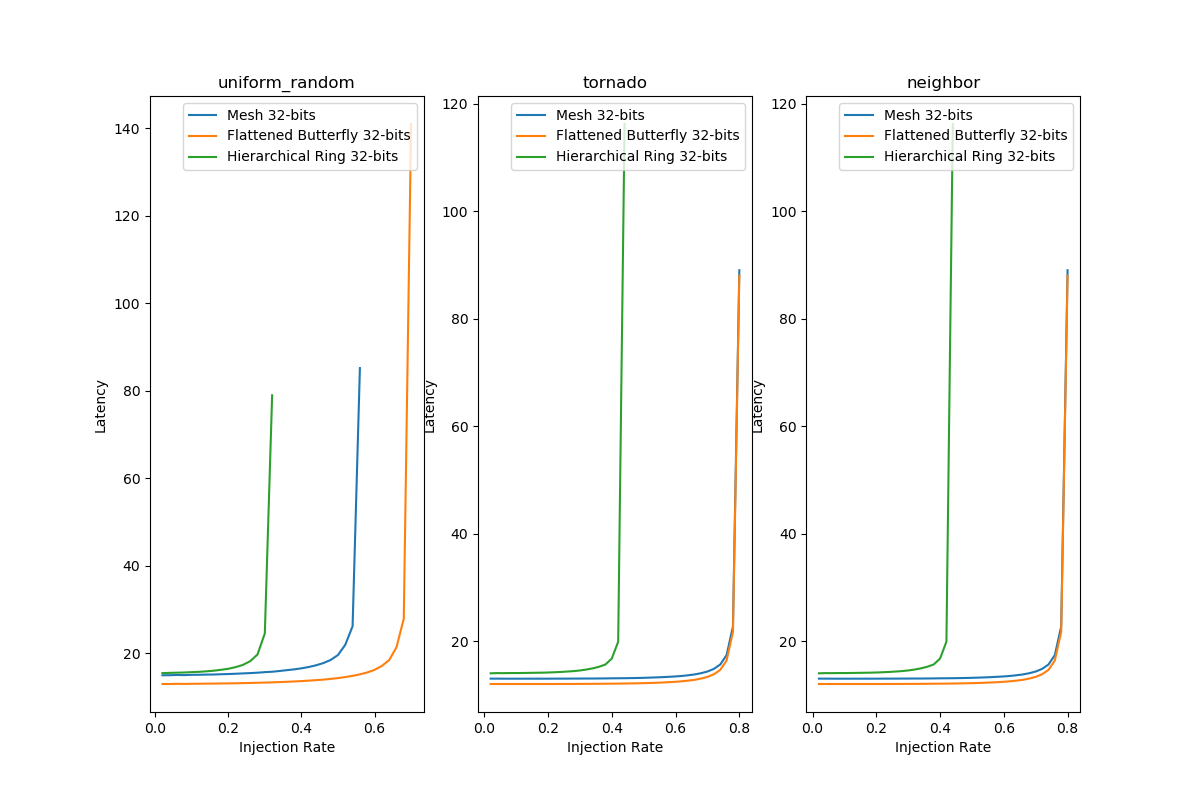 uniform_random
Mesh 32-bits
Flattened Butterfly 32-bits
Hierarchical Ring 32-bits
140
120
100
80
60
40
20
Latency
0.0 0.2 0.4 0.6
Injection Rate
tornado
Mesh 32-bits
Flattened Butterfly 32-bits
Hierarchical Ring 32-bits
120
100
80
60
40
20
Latency
0.0 0.2 0.4 0.6 0.8
Injection Rate
neighbor
Mesh 32-bits
Flattened Butterfly 32-bits
Hierarchical Ring 32-bits
120
100
80
60
40
20
Latency
0.0 0.2 0.4 0.6 0.8
Injection Rate